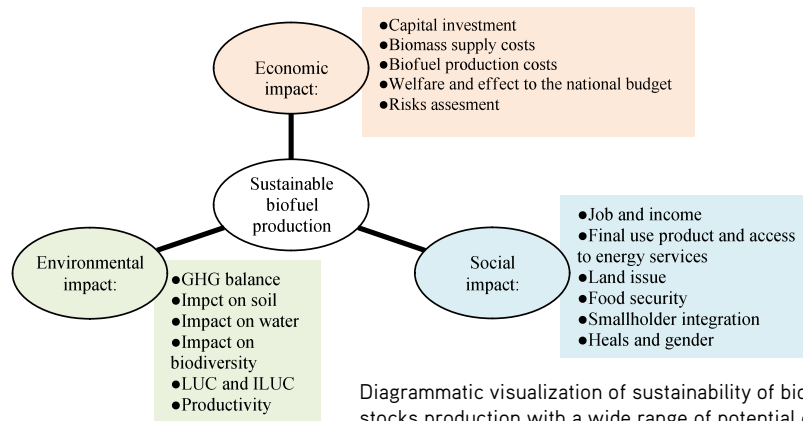 Economic
impact:
●Capital investment
●Biomass supply costs
●Biofuel production costs
●Welfare and effect to the national budget
●Risks assesment
Sustainable
biofuel
production
Environmental
impact:
●GHG balance
●Impct on soil
●Impact on water
●Impact on
biodiversity
●LUC and ILUC
●Productivity
Social
impact:
●Job and income
●Final use product and access
to energy services
●Land issue
●Food security
●Smallholder integration
●Heals and gender
Diagrammatic visualization of sustainability of
stocks production with a wide range of potential